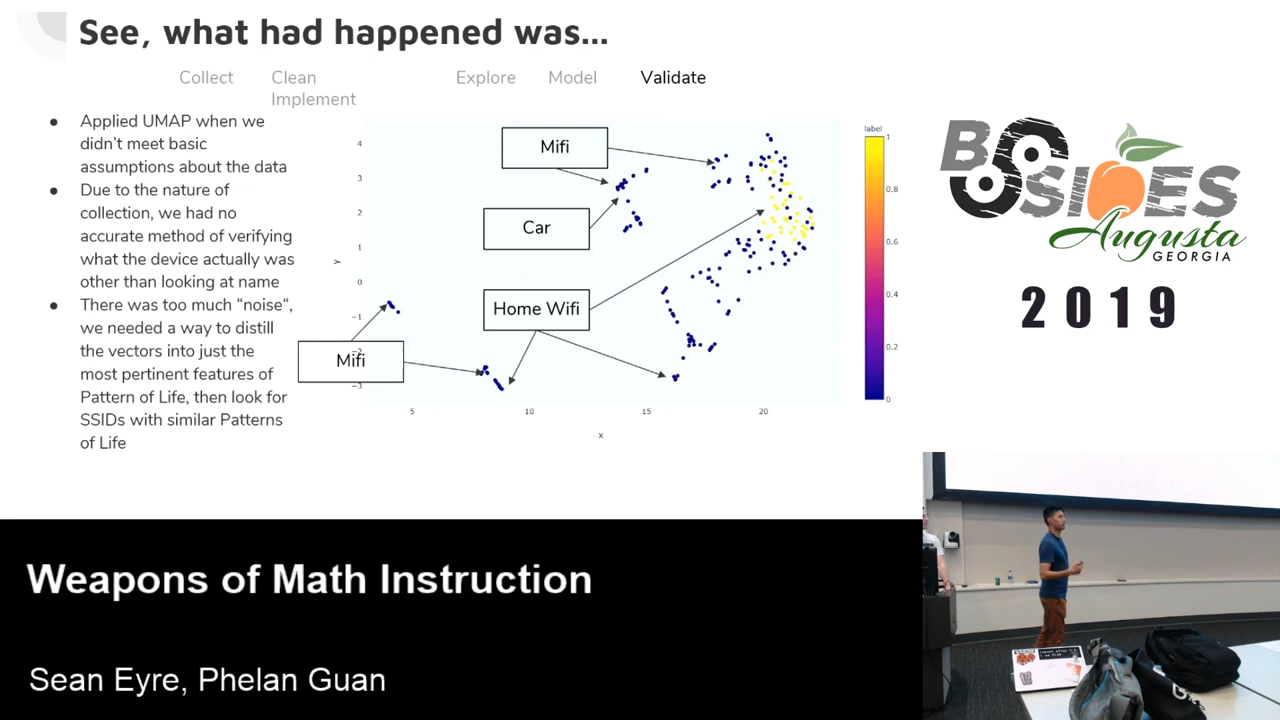 See, what had happened was...
Collect Clean Explore Model Validate
Implement
● Applied UMAP when we
didn't meet basic
assumptions about the data
● Due to the nature of
collection, we had no
accurate method of verifying
what the device actually was
other than looking at name
● There was too much “noise“,
we needed a way to distill
the vectors into just the
most pertinent features of
Pattern of Life, then look for
SSIDs with similar Patterns
of Life
Mifi
Car
Home Wifi
Mifi
4
3
2
1
0
−1
−2
−3
y
5 10 15 20
x
label
1
0.8
0.6
0.4
0.2
0
BSIDES
Augusta
GEORGIA
2019
Weapons of Math Instruction
Sean Eyre, Phelan Guan